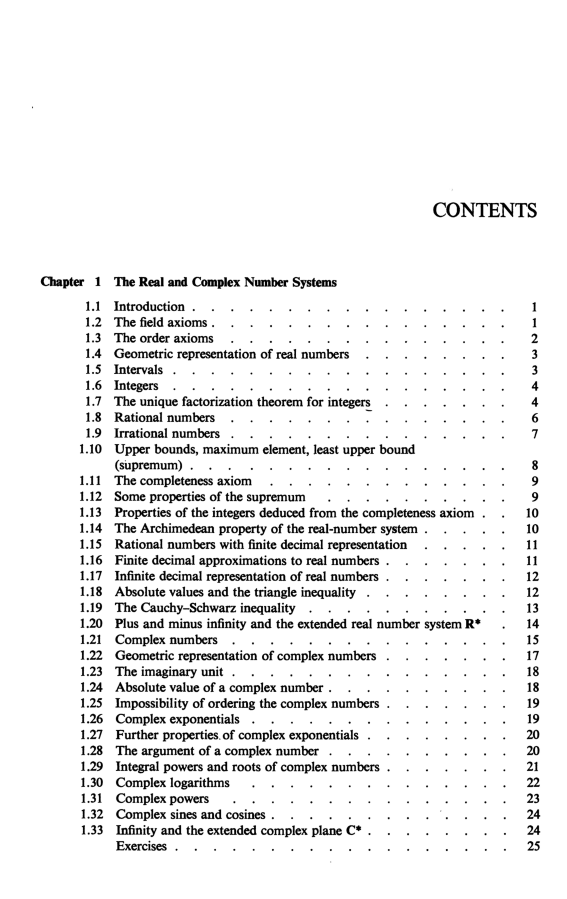 CONTENTS
Chapter 1 The Real and Complex Number Systems
1.1 Introduction . . . . . . . . . . . . . . . . . . . 1
1.2 The field axioms . . . . . . . . . . . . . . . . . . 1
1.3 The order axioms . . . . . . . . . . . . . . . . . 2
1.4 Geometric representation of real numbers . . . . . . . . 3
1.5 Intervals . . . . . . . . . . . . . . . . . . . . 3
1.6 Integers . . . . . . . . . . . . . . . . . . . . 4
1.7 The unique factorization theorem for integers . . . . . . . 4
1.8 Rational numbers . . . . . . . . . . . . . . . . . 6
1.9 Irrational numbers . . . . . . . . . . . . . . . . . 7
1.10 Upper bounds, maximum element, least upper bound
(supremum) . . . . . . . . . . . . . . . . . . . 8
1.11 The completeness axiom . . . . . . . . . . . . . . 9
1.12 Some properties of the supremum . . . . . . . . . . 9
1.13 Properties of the integers deduced from the completeness axiom . . 10
1.14 The Archimedean property of the real-number system . . . . . 10
1.15 Rational numbers with finite decimal representation . . . . . 11
1.16 Finite decimal approximations to real numbers . . . . . . . 11
1.17 Infinite decimal representation of real numbers . . . . . . . 12
1.18 Absolute values and the triangle inequality . . . . . . . . 12
1.19 The Cauchy–Schwarz inequality . . . . . . . . . . . 13
1.20 Plus and minus infinity and the extended real number system R* . 14
1.21 Complex numbers . . . . . . . . . . . . . . . . . 15
1.22 Geometric representation of complex numbers . . . . . . . 17
1.23 The imaginary unit . . . . . . . . . . . . . . . . . 18
1.24 Absolute value of a complex number . . . . . . . . . . . 18
1.25 Impossibility of ordering the complex numbers . . . . . . . 19
1.26 Complex exponentials . . . . . . . . . . . . . . . 19
1.27 Further properties of complex exponentials . . . . . . . . 20
1.28 The argument of a complex number . . . . . . . . . . 20
1.29 Integral powers and roots of complex numbers . . . . . . . 21
1.30 Complex logarithms . . . . . . . . . . . . . . . 22
1.31 Complex powers . . . . . . . . . . . . . . . . . 23
1.32 Complex sines and cosines . . . . . . . . . . . . . . 24
1.33 Infinity and the extended complex plane C* . . . . . . . . 24
Exercises . . . . . . . . . . . . . . . . . . . . 25